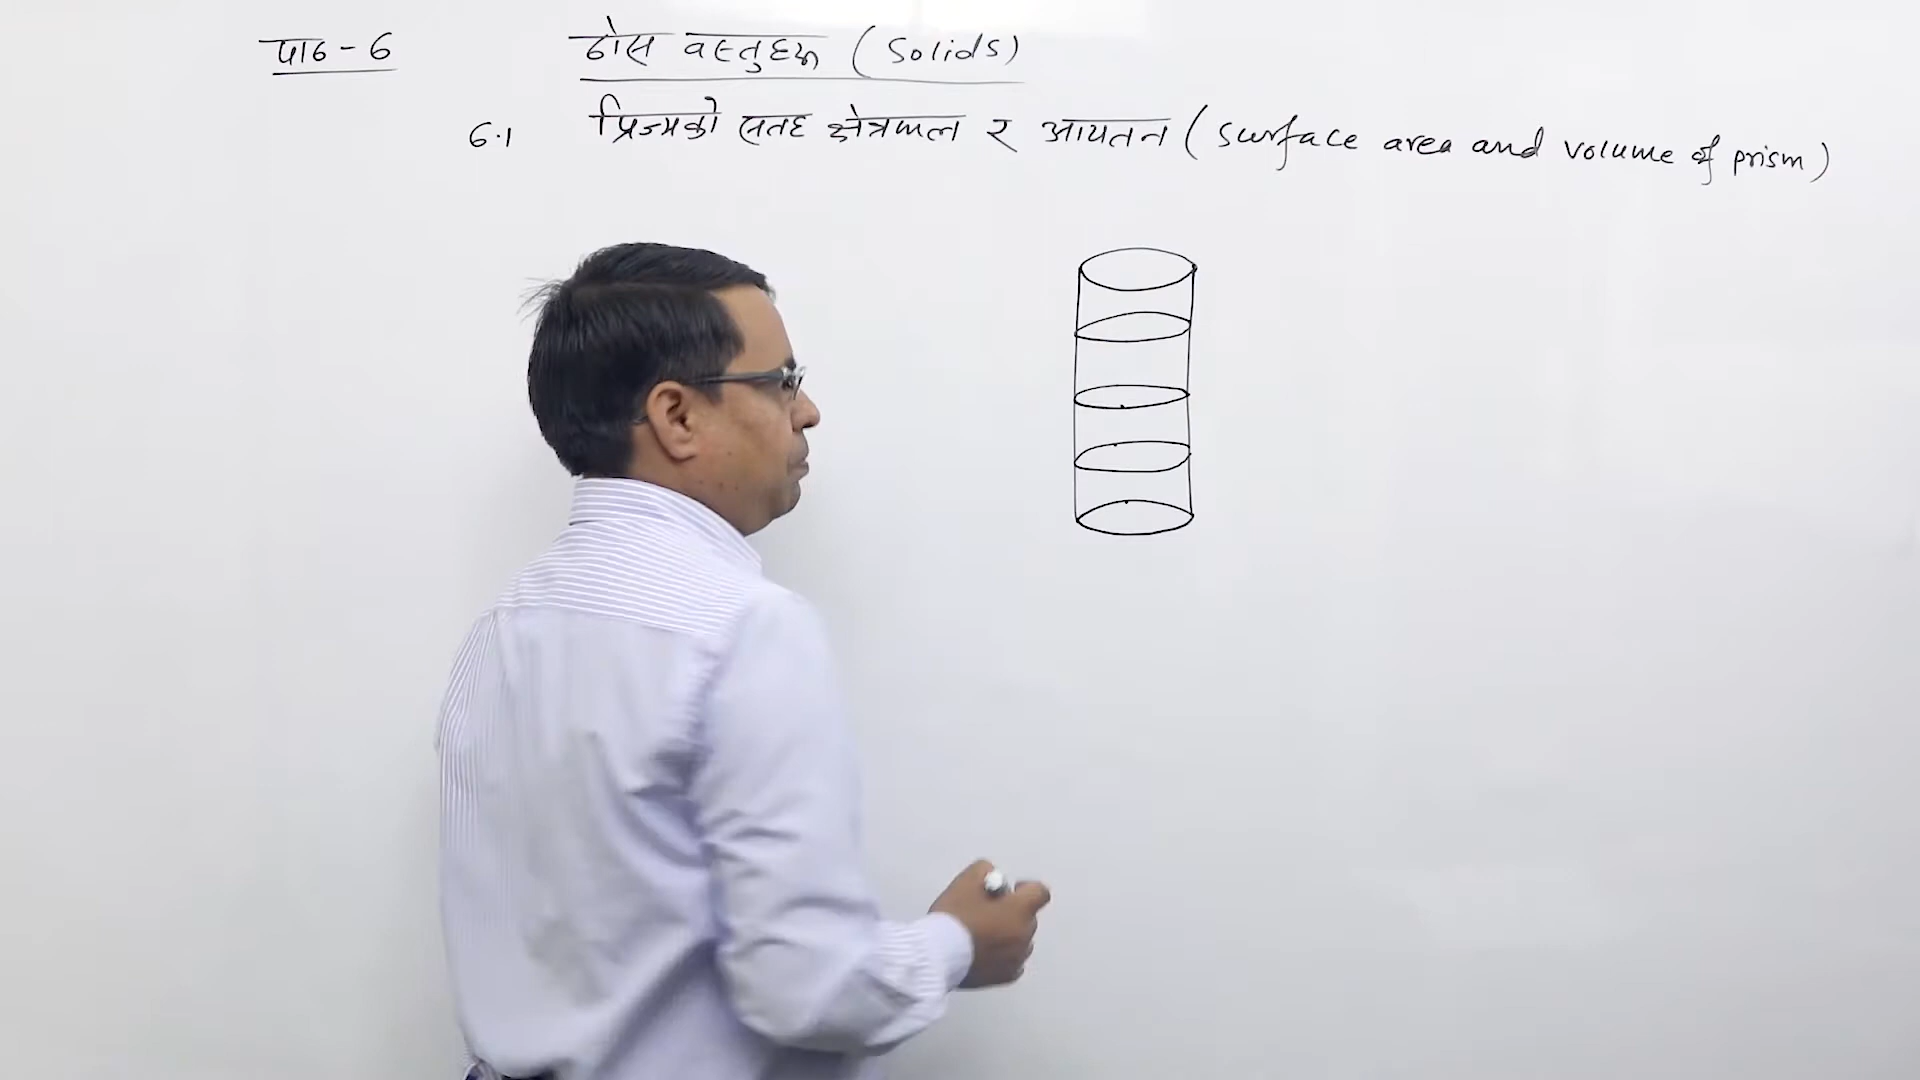 पाठ - 6
ठोस वस्तुहरू (Solids)
6.1 प्रिज्मको सतह क्षेत्रफल र आयतन (surface area and volume of prism)